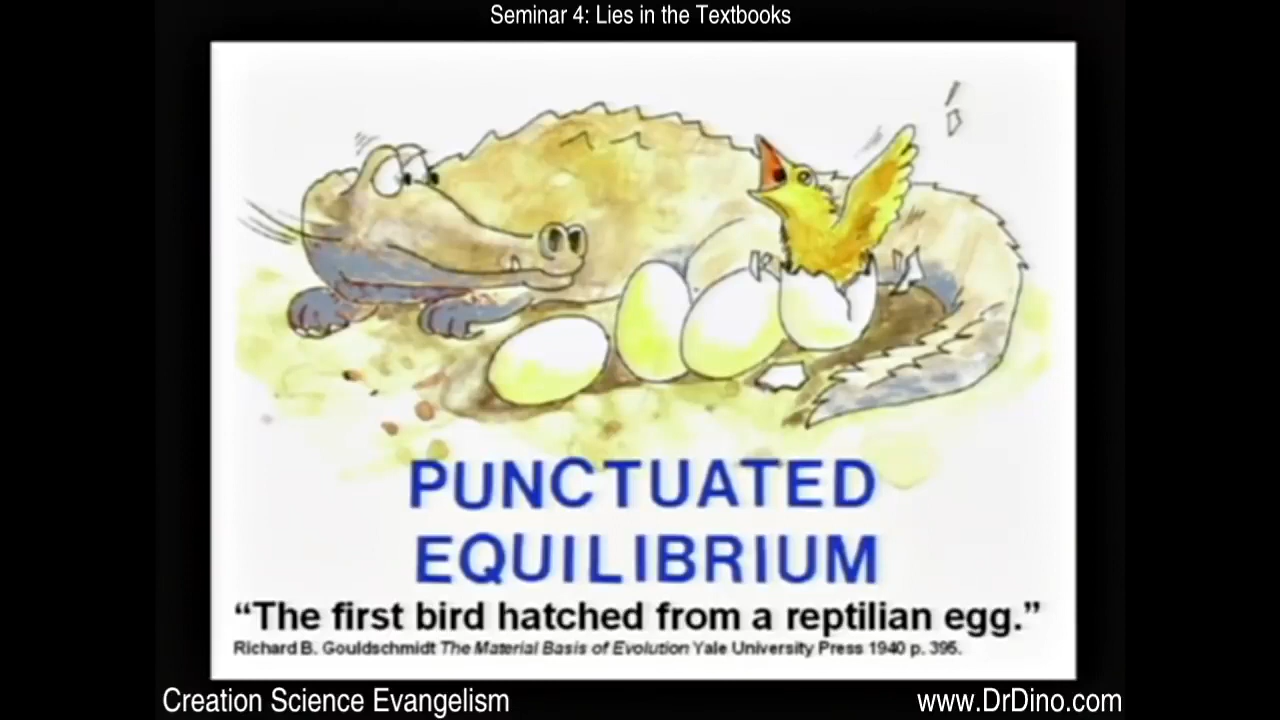 Seminar 4: Lies in the Textbooks
PUNCTUATED
EQUILIBRIUM
“The first bird hatched from a reptilian egg.”
Richard B. Gouldschmidt The Material Basis of Evolution Yale University Press 1940 p. 395.
Creation Science Evangelism
www.DrDino.com